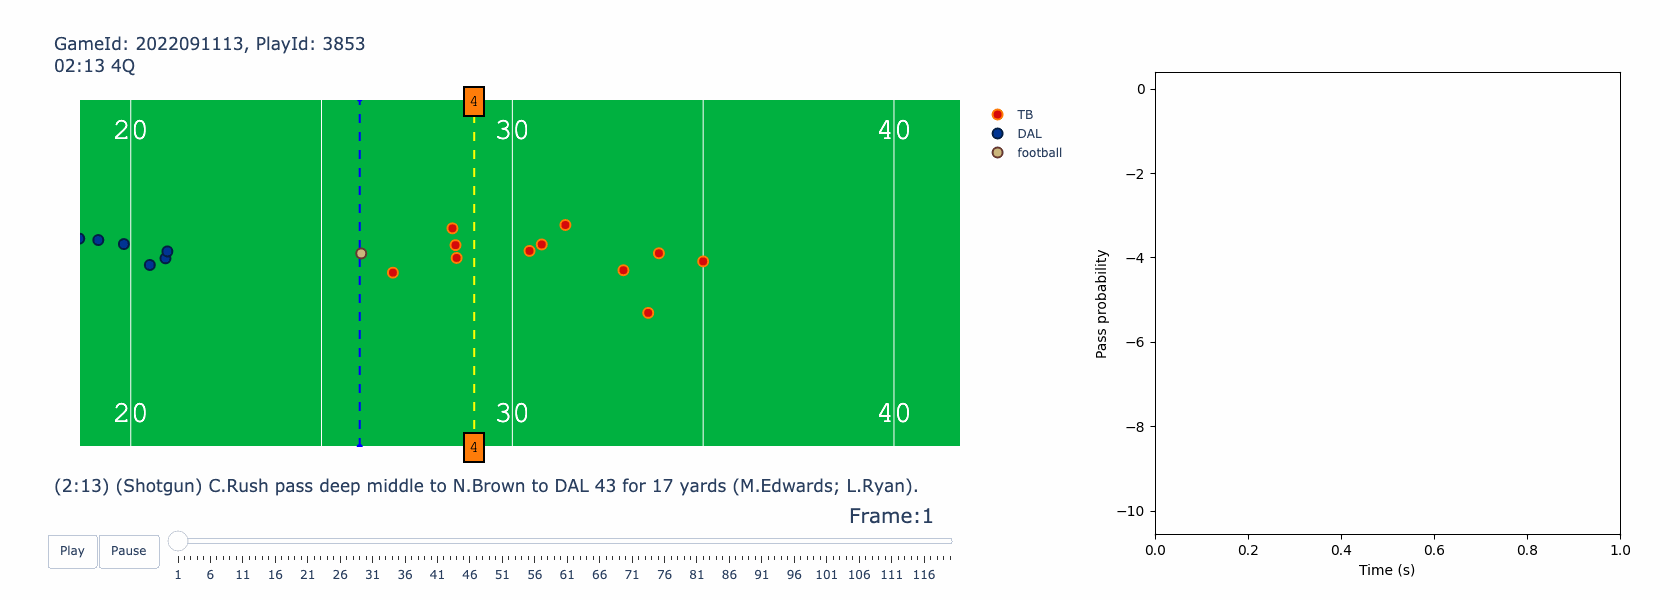 GameId: 2022091113, PlayId: 3853
02:13 4Q
4
20 30 40
20 30 40
4
TB
DAL
football
(2:13) (Shotgun) C.Rush pass deep middle to N.Brown to DAL 43 for 17 yards (M.Edwards; L.Ryan).
Frame:1
Play Pause
1 6 11 16 21 26 31 36 41 46 51 56 61 66 71 76 81 86 91 96 101 106 111 116
Pass probability
0
−2
−4
−6
−8
−10
0.0 0.2 0.4 0.6 0.8 1.0
Time (s)